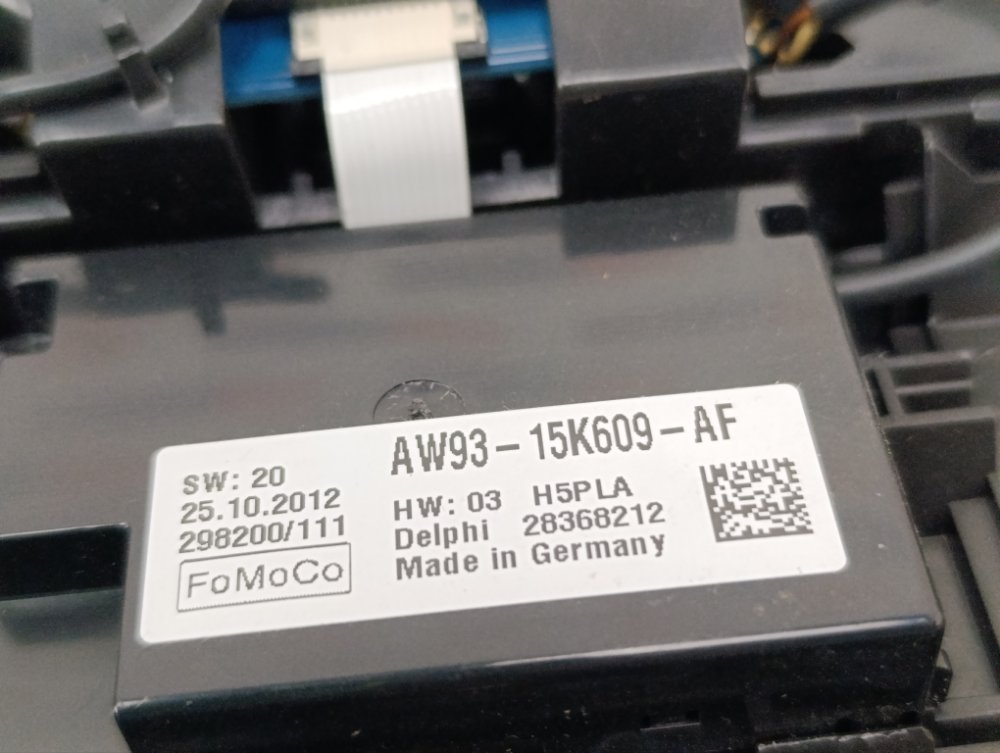 SW: 20
25.10.2012
298200/111
FoMoCo
AW93-15K609-AF
HW: 03 H5PLA
Delphi 28368212
Made in Germany